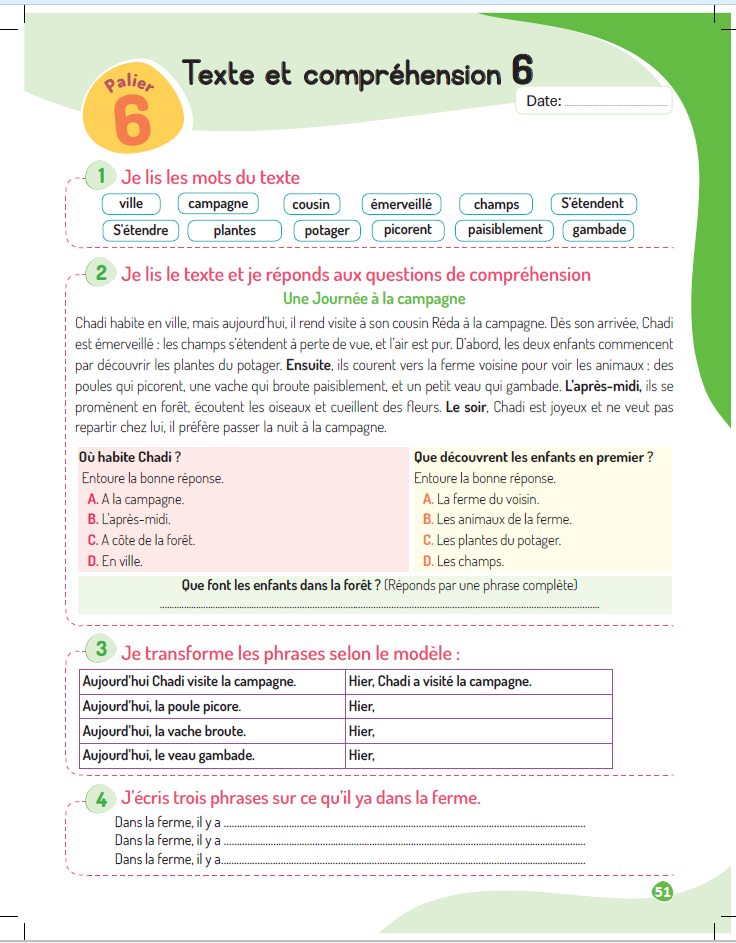 Palier
6
Texte et compréhension 6
Date: ....................
1 Je lis les mots du texte
ville campagne cousin émerveillé champs S'étendent
S'étendre plantes potager picorent paisiblement gambade
2 Je lis le texte et je réponds aux questions de compréhension
Une Journée à la campagne
Chadi habite en ville, mais aujourd'hui, il rend visite à son cousin Réda à la campagne. Dès son arrivée, Chadi
est émerveillé : les champs s'étendent à perte de vue, et l'air est pur. D'abord, les deux enfants commencent
par découvrir les plantes du potager. Ensuite, ils courent vers la ferme voisine pour voir les animaux : des
poules qui picorent, une vache qui broute paisiblement, et un petit veau qui gambade. L'après-midi, ils se
promènent en forêt, écoutent les oiseaux et cueillent des fleurs. Le soir, Chadi est joyeux et ne veut pas
repartir chez lui, il préfère passer la nuit à la campagne.
Où habite Chadi ?
Entoure la bonne réponse.
A. A la campagne.
B. L'après-midi.
C. A côte de la forêt.
D. En ville.
Que découvrent les enfants en premier ?
Entoure la bonne réponse.
A. La ferme du voisin.
B. Les animaux de la ferme.
C. Les plantes du potager.
D. Les champs.
Que font les enfants dans la forêt ? (Réponds par une phrase complète)
3 Je transforme les phrases selon le modèle :
Aujourd'hui Chadi visite la campagne. Hier, Chadi a visité la campagne.
Aujourd'hui, la poule picore. Hier,
Aujourd'hui, la vache broute. Hier,
Aujourd'hui, le veau gambade. Hier,
4 J'écris trois phrases sur ce qu'il ya dans la ferme.
Dans la ferme, il y a ....................
Dans la ferme, il y a ....................
Dans la ferme, il y a....................
51